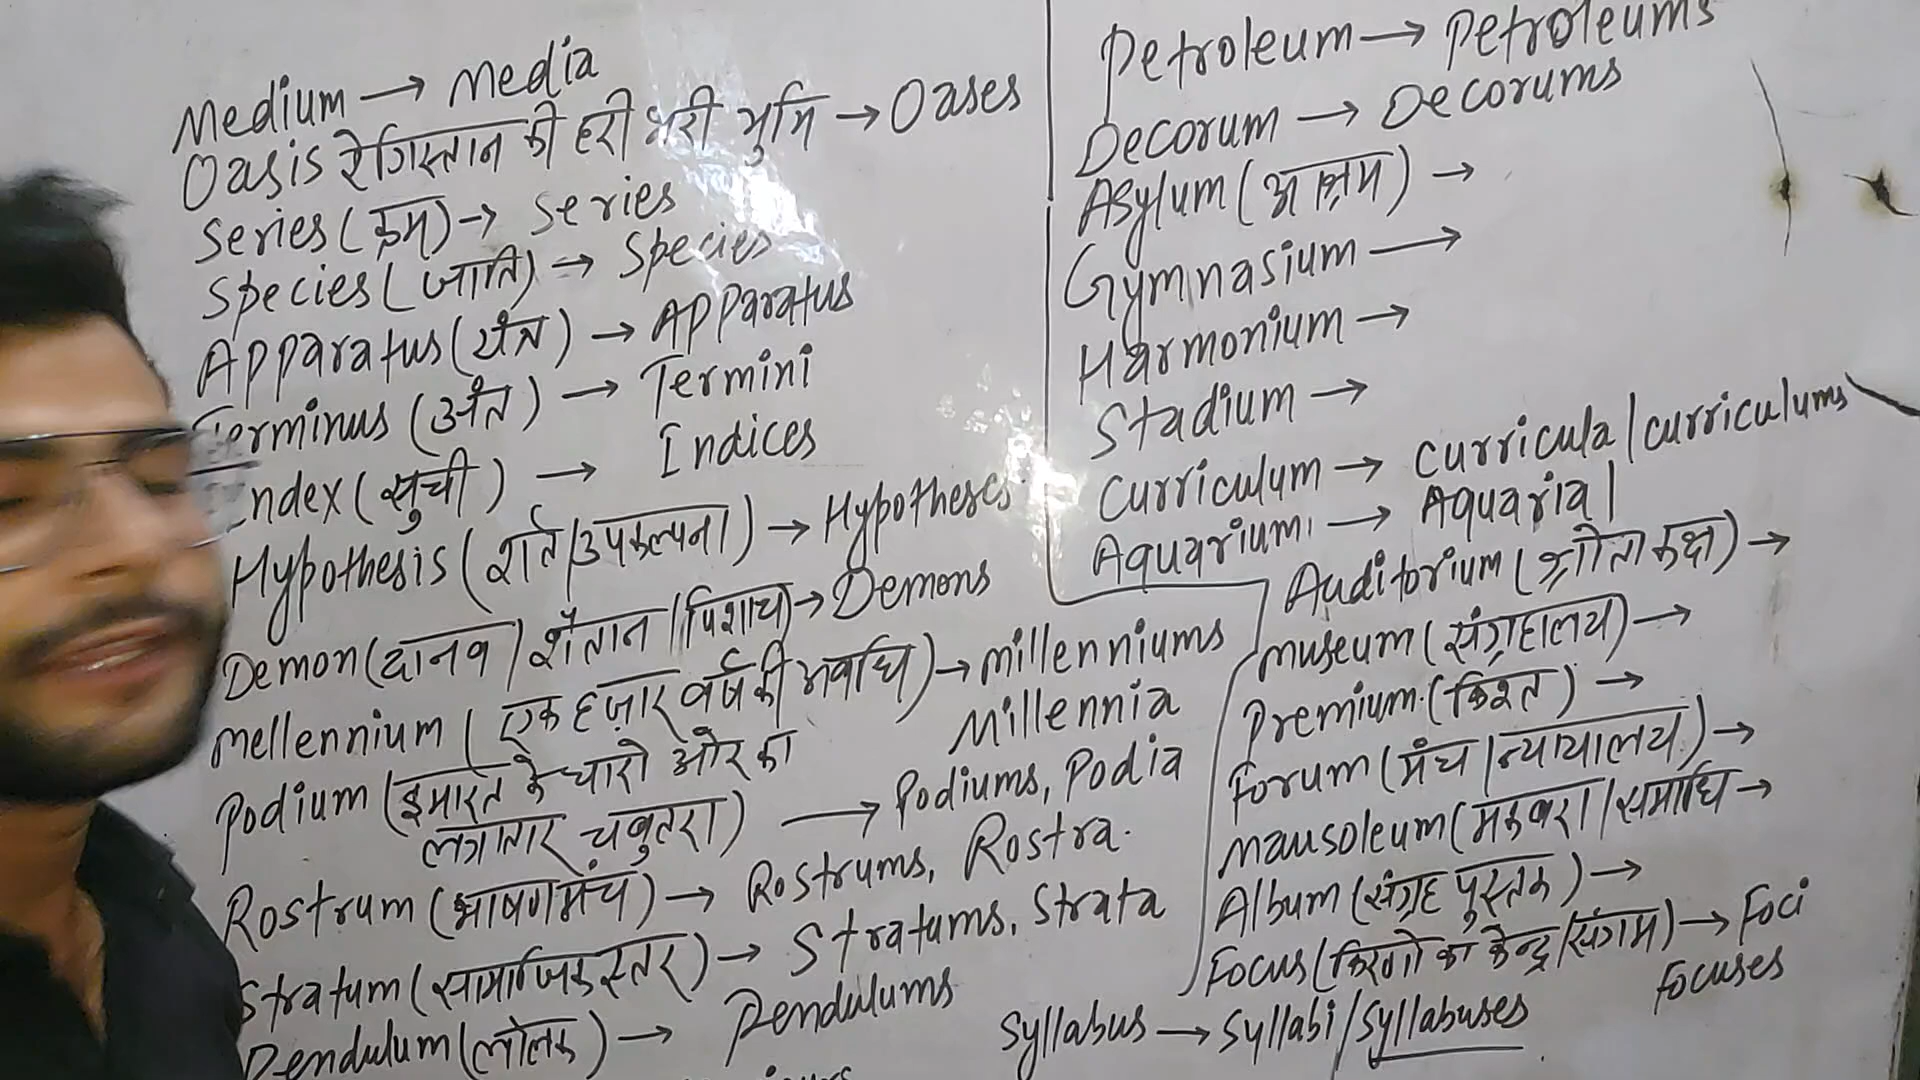 Medium → Media
Oasis रेगिस्तान की हरी भरी भुमि → Oases
Series (क्रम) → Series
Species (जाति) → Species
Apparatus (यंत्र) → Apparatus
Terminus (अंत) → Termini
Index (सुची) → Indices
Hypothesis (शर्त/उपकल्पना) → Hypotheses
Demon (दानव/शैतान/पिशाच) → Demons
Mellennium (एक हज़ार वर्ष की अवधि) → Millenniums
Millennia
Podium (इमारत के चारो ओर का
लगातार चबुतरा) → Podiums, Podia
Rostrum (भाषण मंच) → Rostrums, Rostra.
Stratum (सामाजिक स्तर) → Stratums, Strata
Pendulum (लोलक) → Pendulums
Petroleum → Petroleums
Decorum → Decorums
Asylum (आश्रम) →
Gymnasium →
Harmonium →
Stadium →
Curriculum → Curricula/curriculums
Aquarium → Aquaria/
Auditorium (श्रोता कक्ष) →
Museum (संग्रहालय) →
Premium (किश्त) →
Forum (मंच/न्यायालय) →
Mausoleum (मकबरा/समाधि →
Album (संग्रह पुस्तक) →
Focus (किरणो का केन्द्र/संगम) → Foci
Focuses
Syllabus → Syllabi/Syllabuses